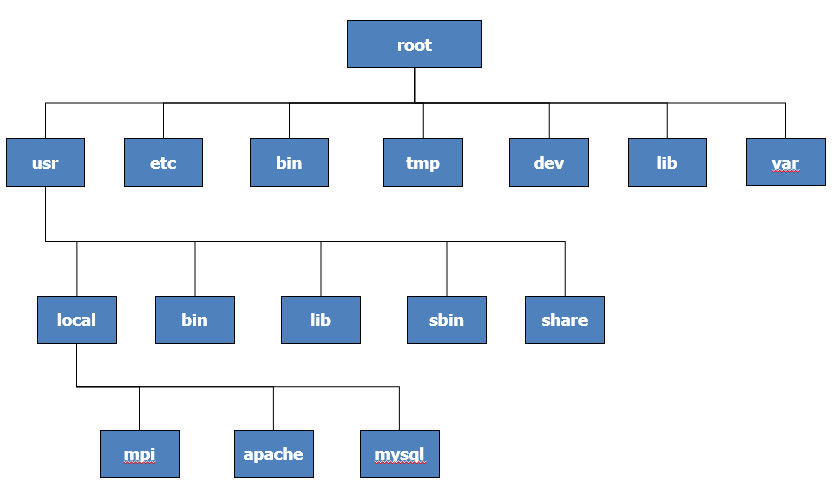 root
usr
etc
bin
tmp
dev
lib
var
local
bin
lib
sbin
share
mpi
apache
mysql